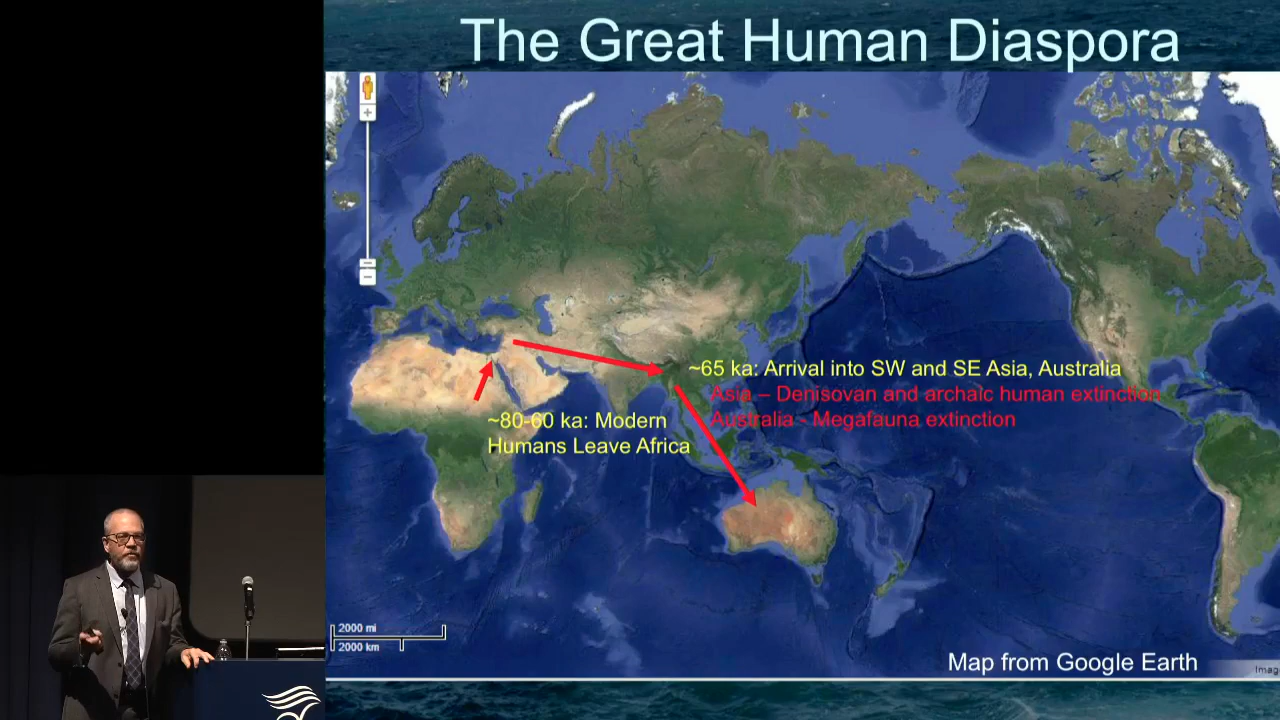 The Great Human Diaspora
~65 ka: Arrival into SW and SE Asia, Australia
Asia – Denisovan and archaic human extinction
Australia - Megafauna extinction
~80-60 ka: Modern
Humans Leave Africa
2000 mi
2000 km
Map from Google Earth
Imag